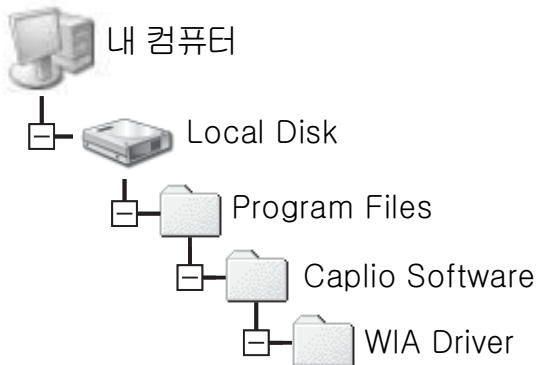 내 컴퓨터
Local Disk
Program Files
Caplio Software
WIA Driver